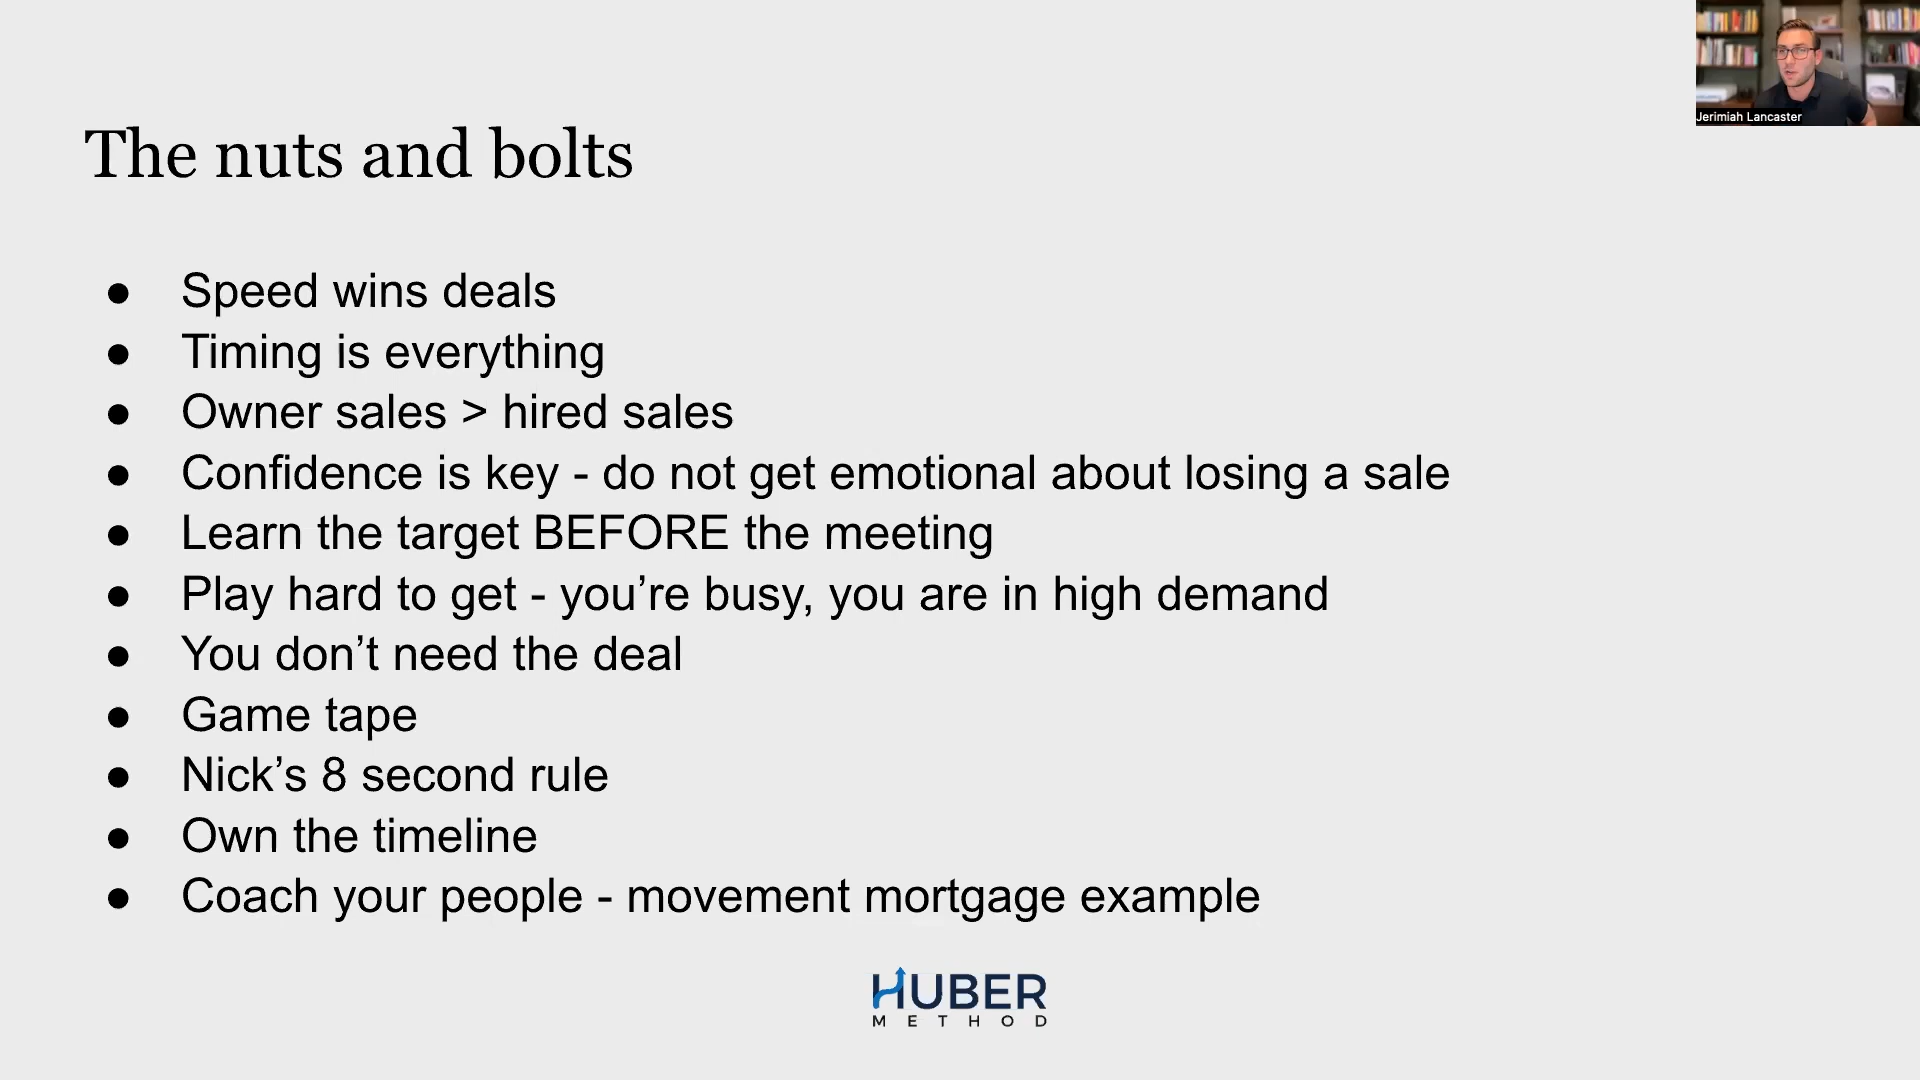 Jerimiah Lancaster
The nuts and bolts
● Speed wins deals
● Timing is everything
● Owner sales > hired sales
● Confidence is key - do not get emotional about losing a sale
● Learn the target BEFORE the meeting
● Play hard to get - you’re busy, you are in high demand
● You don’t need the deal
● Game tape
● Nick’s 8 second rule
● Own the timeline
● Coach your people - movement mortgage example
HUBER
METHOD